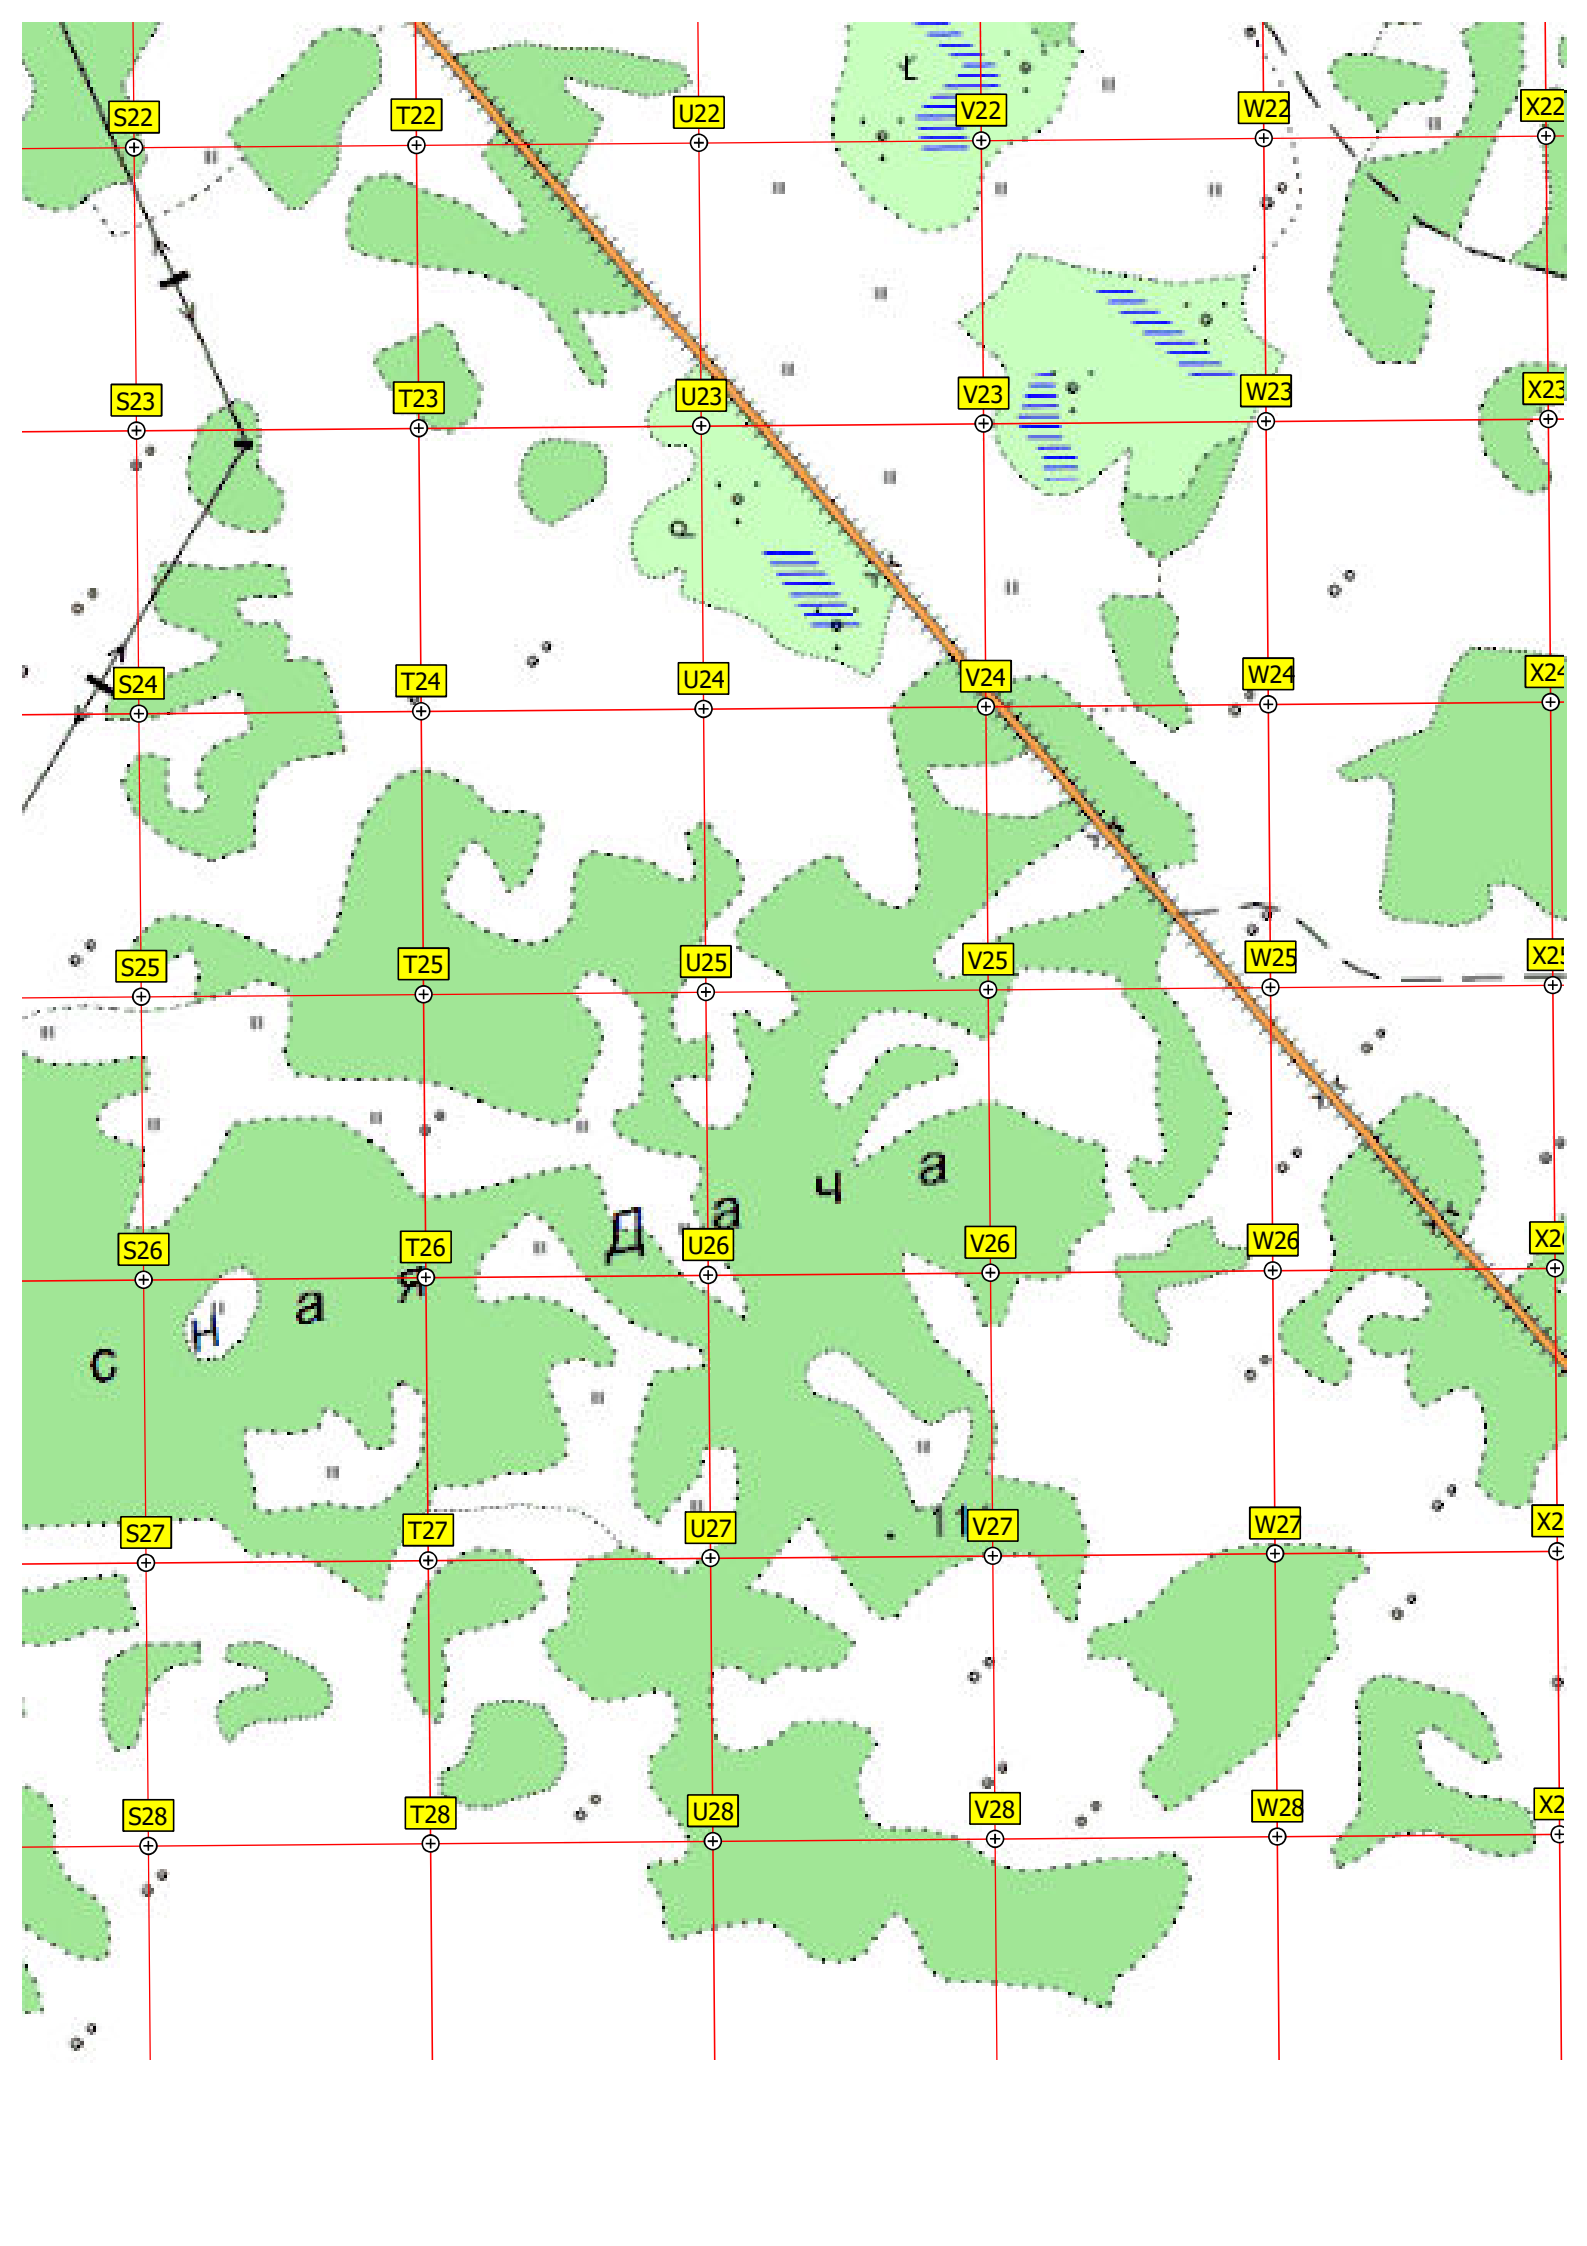 S22 T22 U22 V22 W22 X22
S23 T23 U23 V23 W23 X23
р
S24 T24 U24 V24 W24 X24
S25 T25 U25 V25 W25
Д а ч а
S26 T26 U26 V26 W26
с н а я
S27 T27 U27 V27 W27
S28 T28 U28 V28 W28